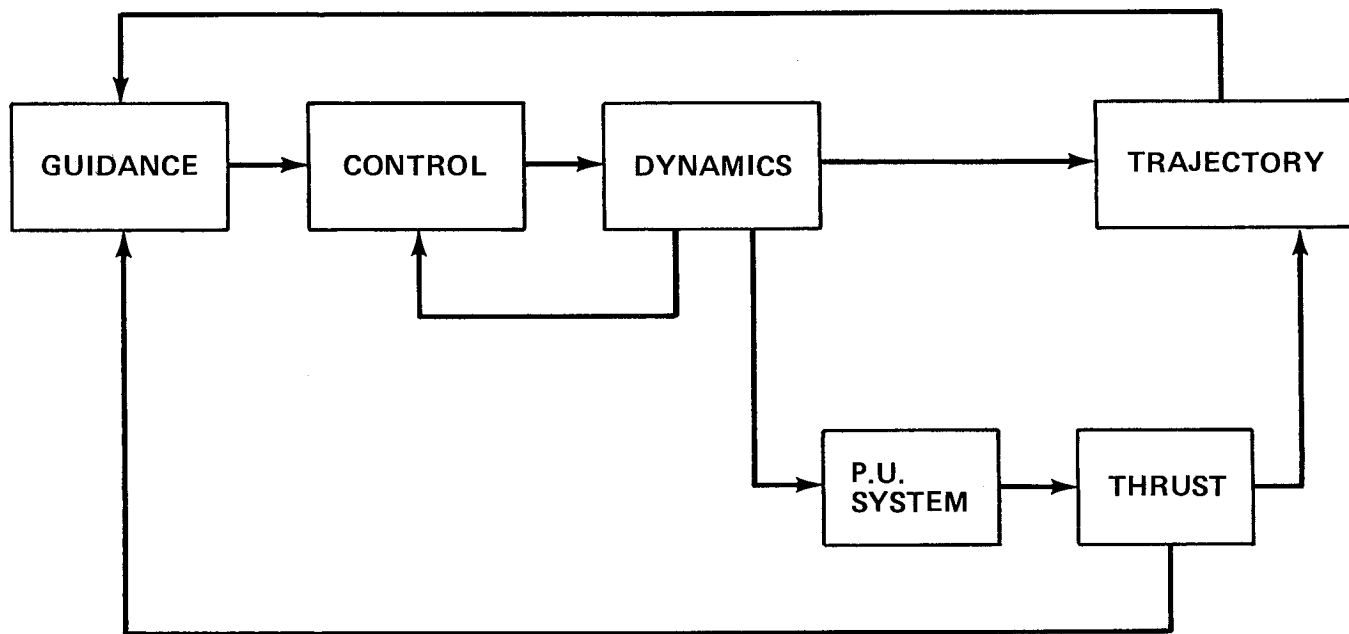 GUIDANCE
CONTROL
DYNAMICS
TRAJECTORY
P.U.
SYSTEM
THRUST